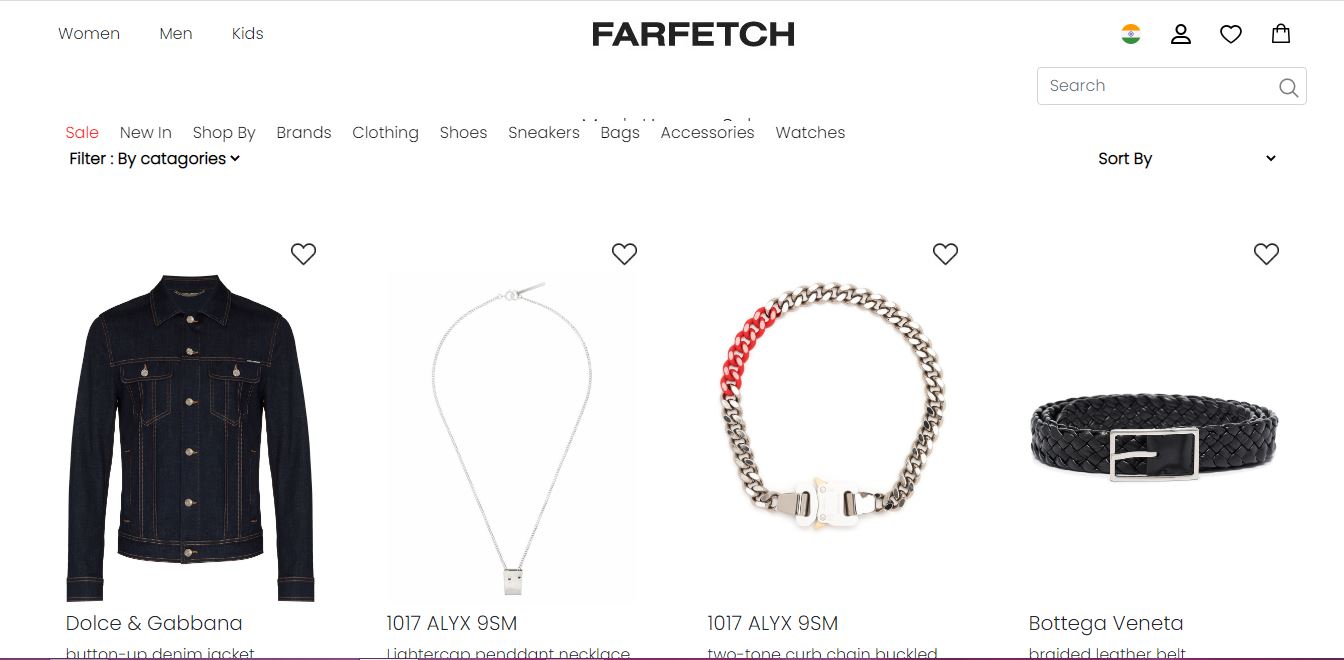 Women Men Kids FARFETCH
Search
Sale New In Shop By Brands Clothing Shoes Sneakers Bags Accessories Watches
Filter : By catagories Sort By
Dolce & Gabbana 1017 ALYX 9SM 1017 ALYX 9SM Bottega Veneta
button-up denim jacket Lightercap penddant necklace two-tone curb chain buckled braided leather belt